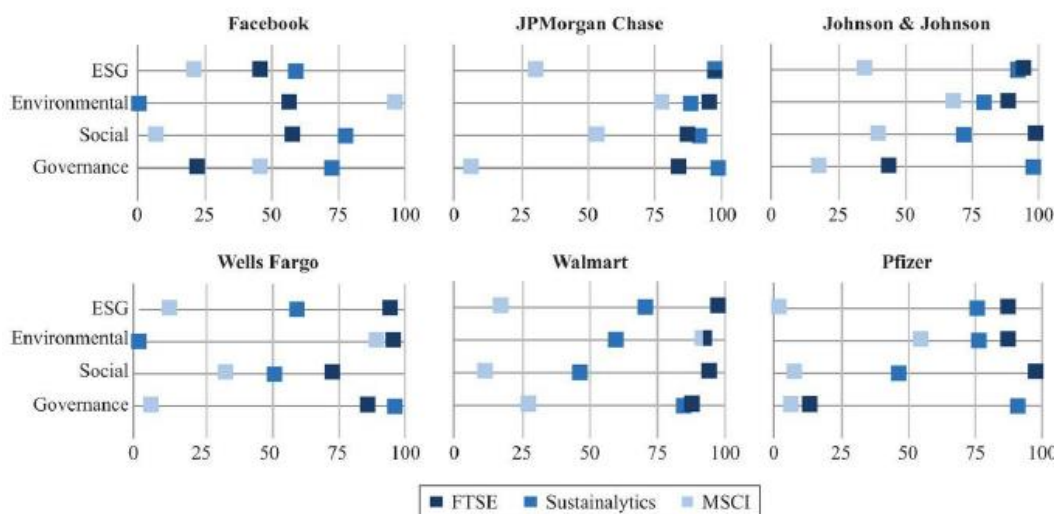 Facebook
JPMorgan Chase
Johnson & Johnson
ESG
Environmental
Social
Governance
0 25 50 75 100
0 25 50 75 100
0 25 50 75 100
Wells Fargo
Walmart
Pfizer
ESG
Environmental
Social
Governance
0 25 50 75 100
0 25 50 75 100
0 25 50 75 100
FTSE Sustainalytics MSCI